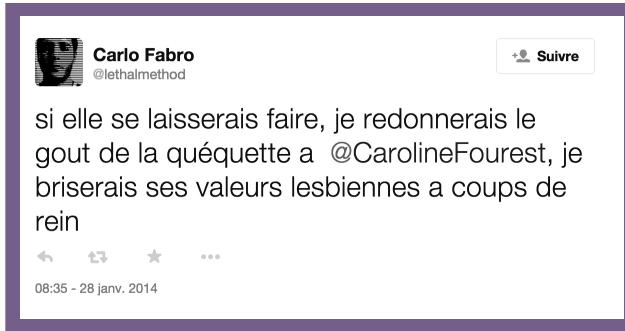 Carlo Fabro
@lethalmethod
Suivre
si elle se laisserais faire, je redonnerais le
gout de la quéquette a @CarolineFourest, je
briserais ses valeurs lesbiennes a coups de
rein
08:35 - 28 janv. 2014